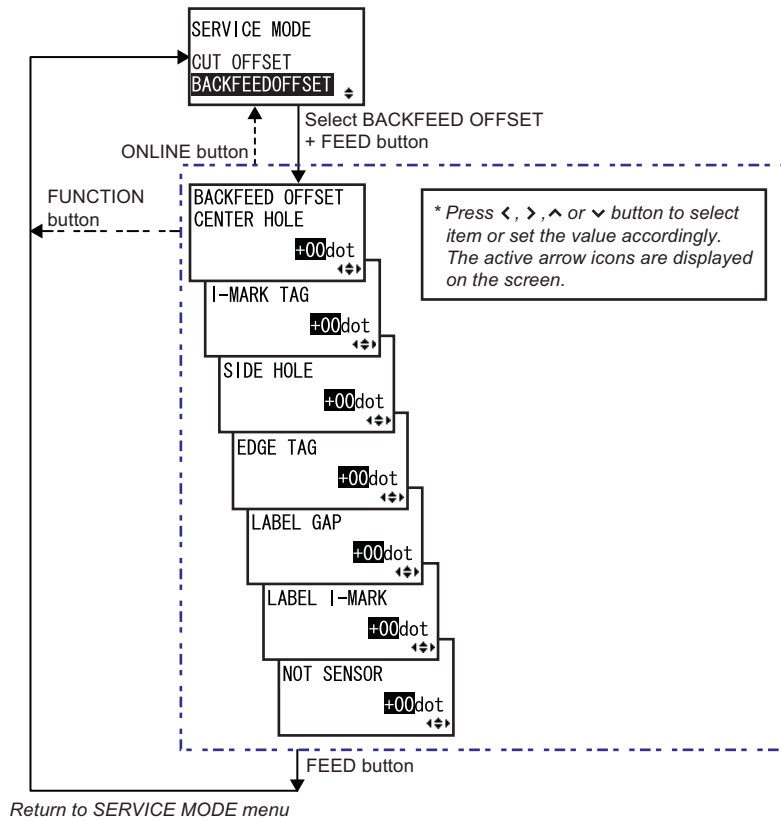 SERVICE MODE
CUT OFFSET
BACKFEEDOFFSET
Select BACKFEED OFFSET
+ FEED button
ONLINE button
FUNCTION
button
BACKFEED OFFSET
CENTER HOLE
+00dot
* Press <, >, ∧ or ∨ button to select
item or set the value accordingly.
The active arrow icons are displayed
on the screen.
I-MARK TAG
+00dot
SIDE HOLE
+00dot
EDGE TAG
+00dot
LABEL GAP
+00dot
LABEL I-MARK
+00dot
NOT SENSOR
+00dot
FEED button
Return to SERVICE MODE menu